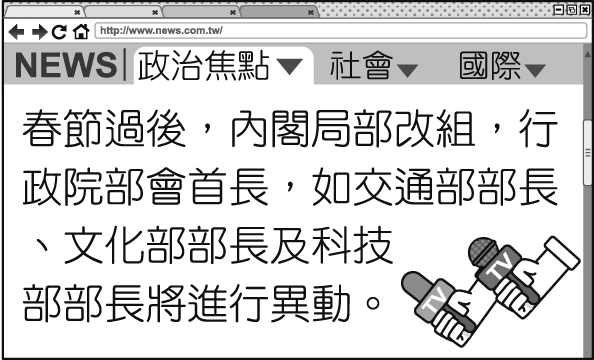 http://www.news.com.tw/
NEWS 政治焦點 社會 國際
春節過後，內閣局部改組，行
政院部會首長，如交通部部長
、文化部部長及科技
部部長將進行異動。
TV
TV